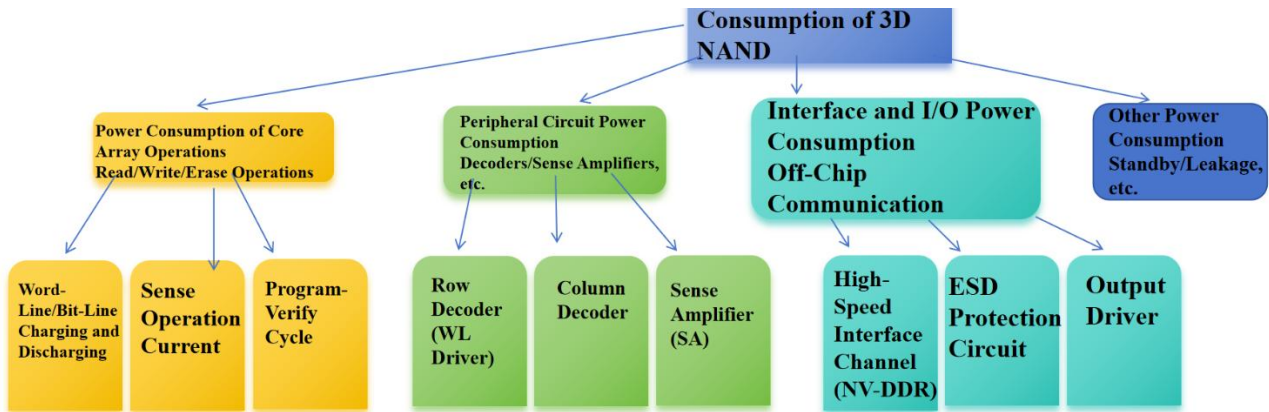 Consumption of 3D
NAND
Power Consumption of Core
Array Operations
Read/Write/Erase Operations
Peripheral Circuit Power
Consumption
Decoders/Sense Amplifiers,
etc.
Interface and I/O Power
Consumption
Off-Chip
Communication
Other Power
Consumption
Standby/Leakage,
etc.
Word-
Line/Bit-Line
Charging and
Discharging
Sense
Operation
Current
Program-
Verify
Cycle
Row
Decoder
(WL
Driver)
Column
Decoder
Sense
Amplifier
(SA)
High-
Speed
Interface
Channel
(NV-DDR)
ESD
Protection
Circuit
Output
Driver